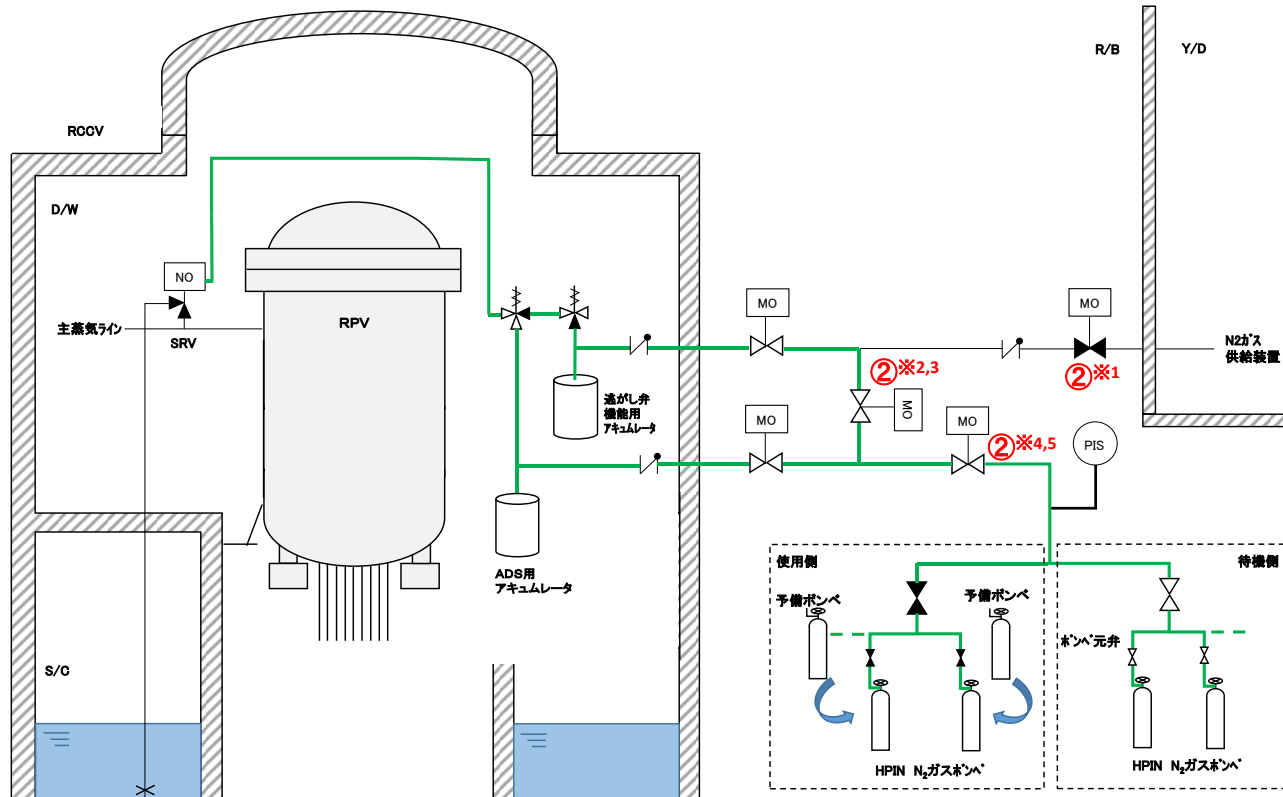 R/B
Y/D
RCCV
D/W
NO
主蒸気ライン
SRV
RPV
MO
MO
N2ガス
供給装置
②※2,3
②※1
MO
逃がし弁
機能用
アキュムレータ
MO
MO
②※4,5
PIS
ADS用
アキュムレータ
使用側
待機側
予備ボンベ
予備ボンベ
ボンベ元弁
S/C
HPIN N₂ガスボンベ
HPIN N₂ガスボンベ